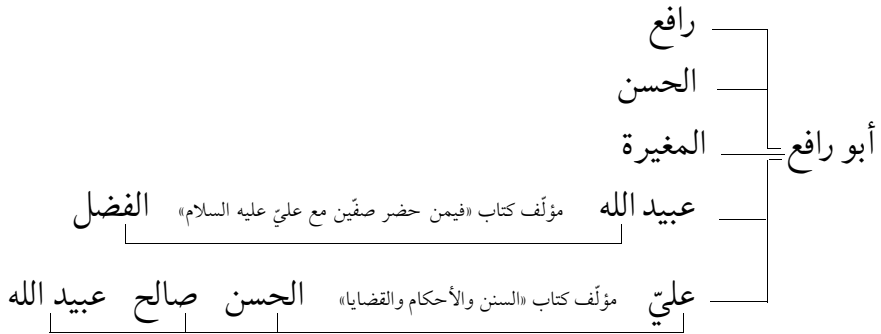 رافع
الحسن
أبو رافع المغيرة
عبيد الله مؤلّف كتاب «فيمن حضر صفّين مع عليّ عليه السلام» الفضل
عليّ مؤلّف كتاب «السنن والأحكام والقضايا» الحسن صالح عبيد الله